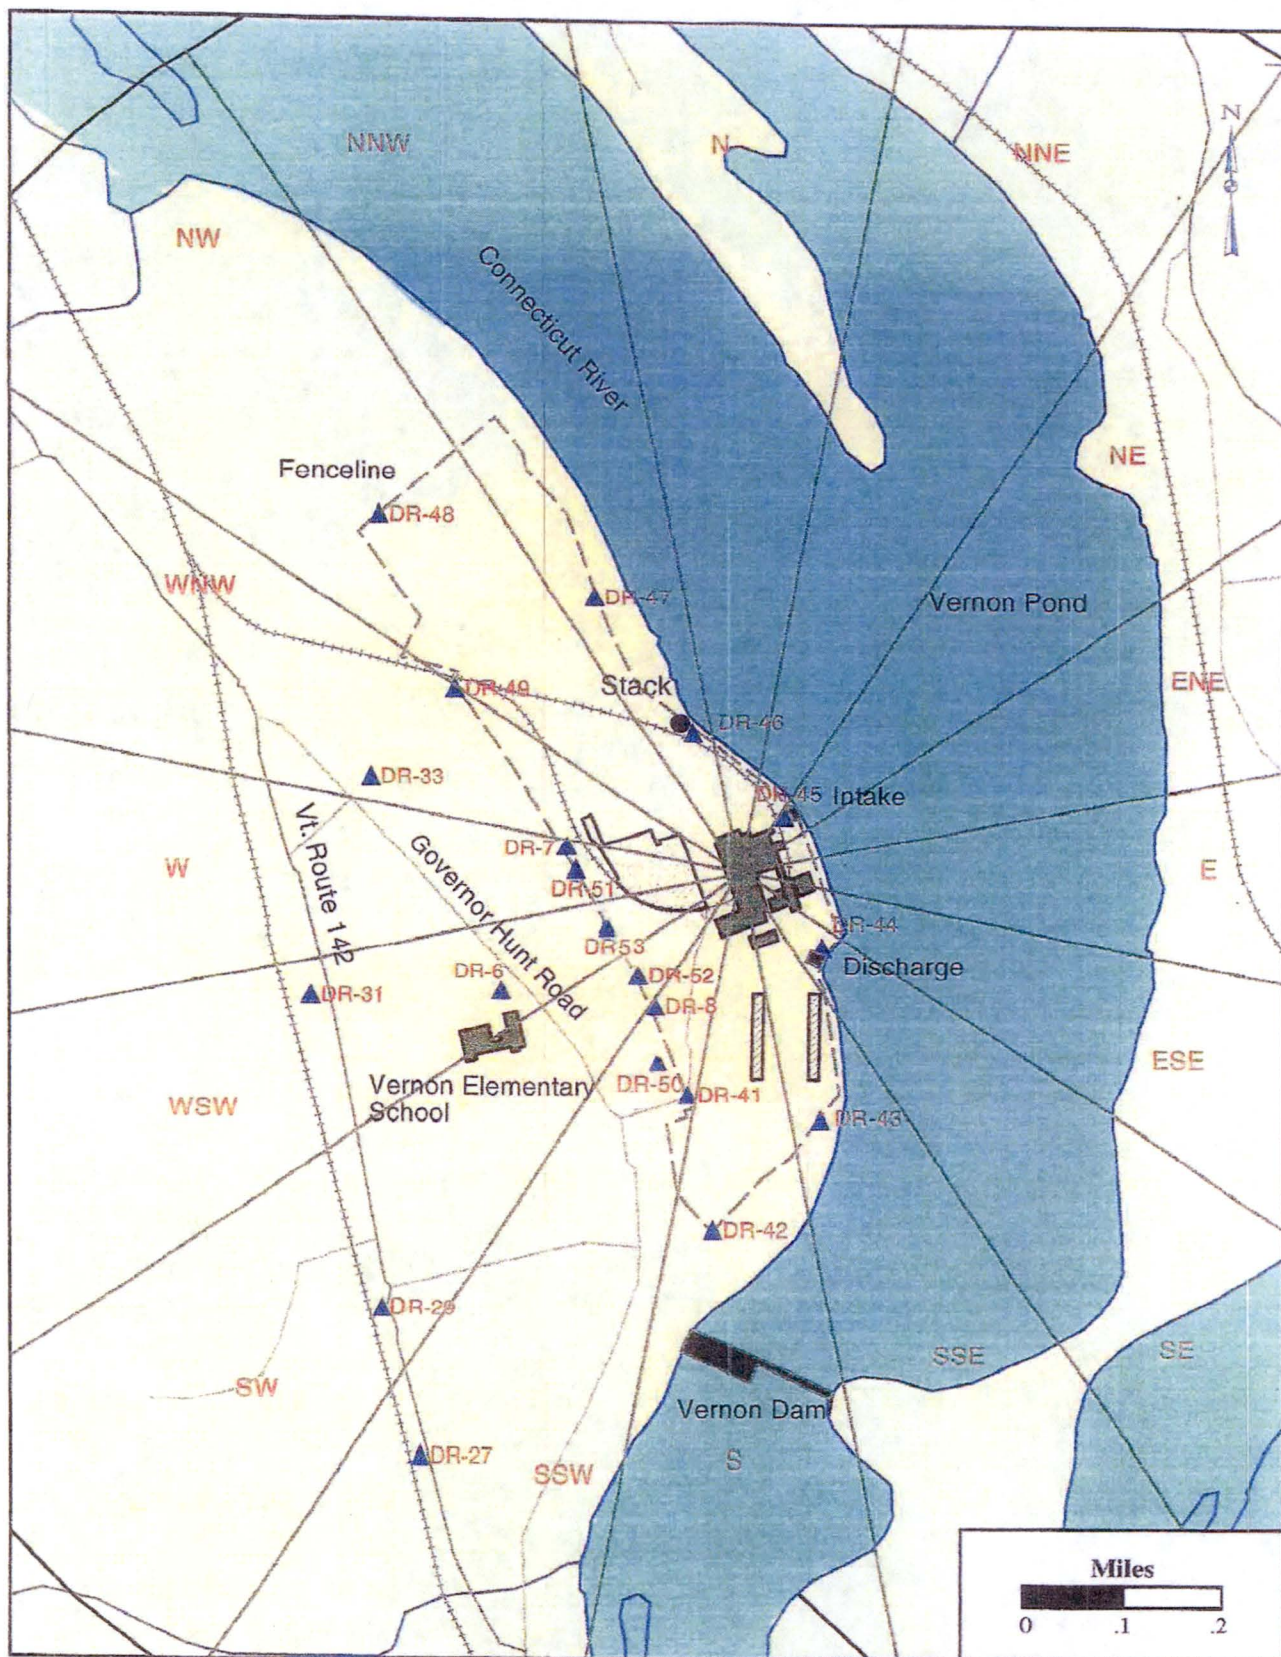 NNW
N
NNE
N
NW
Connecticut River
NE
Fenceline
DR-48
WNW
DR-47
Vernon Pond
DR-49
Stack
ENE
DR-46
DR-33
DR-45
Intake
Vt. Route 142
Governor Hunt Road
DR-7
W
DR-51
E
DR-44
DR53
DR-6
DR-52
Discharge
DR-31
DR-8
ESE
Vernon Elementary
School
DR-50
DR-41
WSW
DR-43
DR-42
DR-29
SSE
SE
SW
Vernon Dam
DR-27
SSW
S
Miles
0 .1 .2